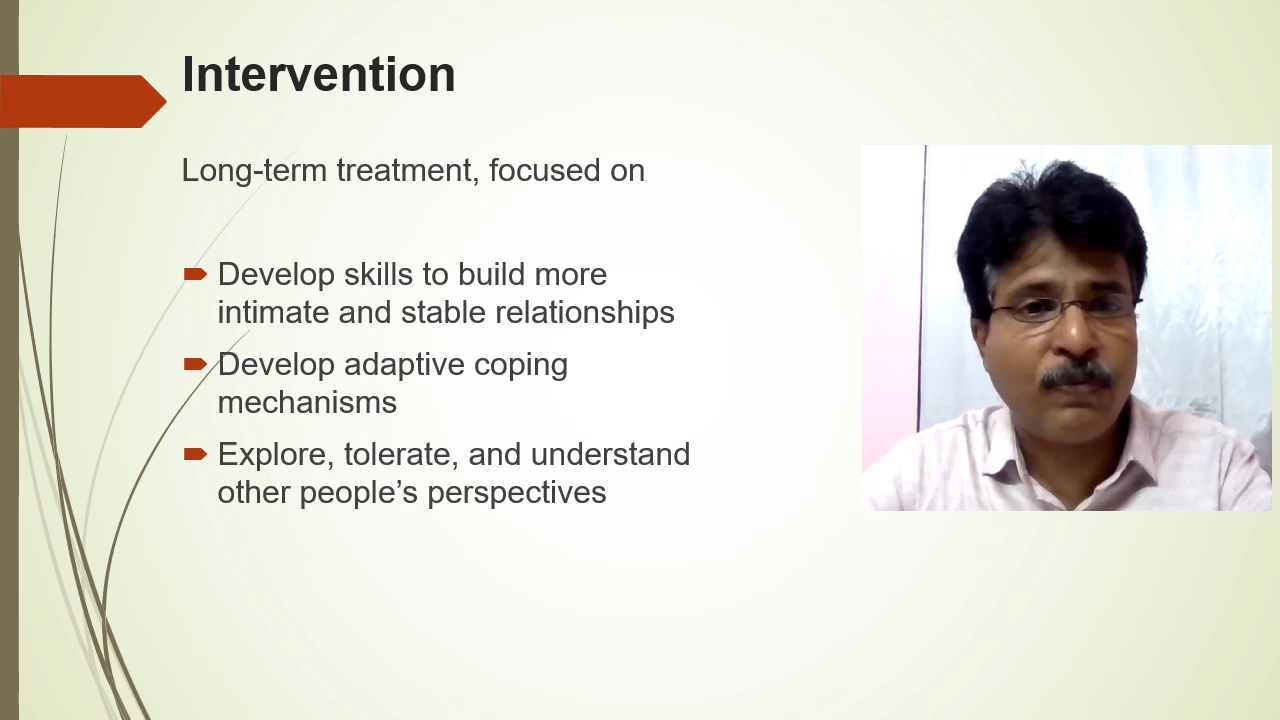 Intervention
Long-term treatment, focused on
Develop skills to build more
intimate and stable relationships
Develop adaptive coping
mechanisms
Explore, tolerate, and understand
other people’s perspectives